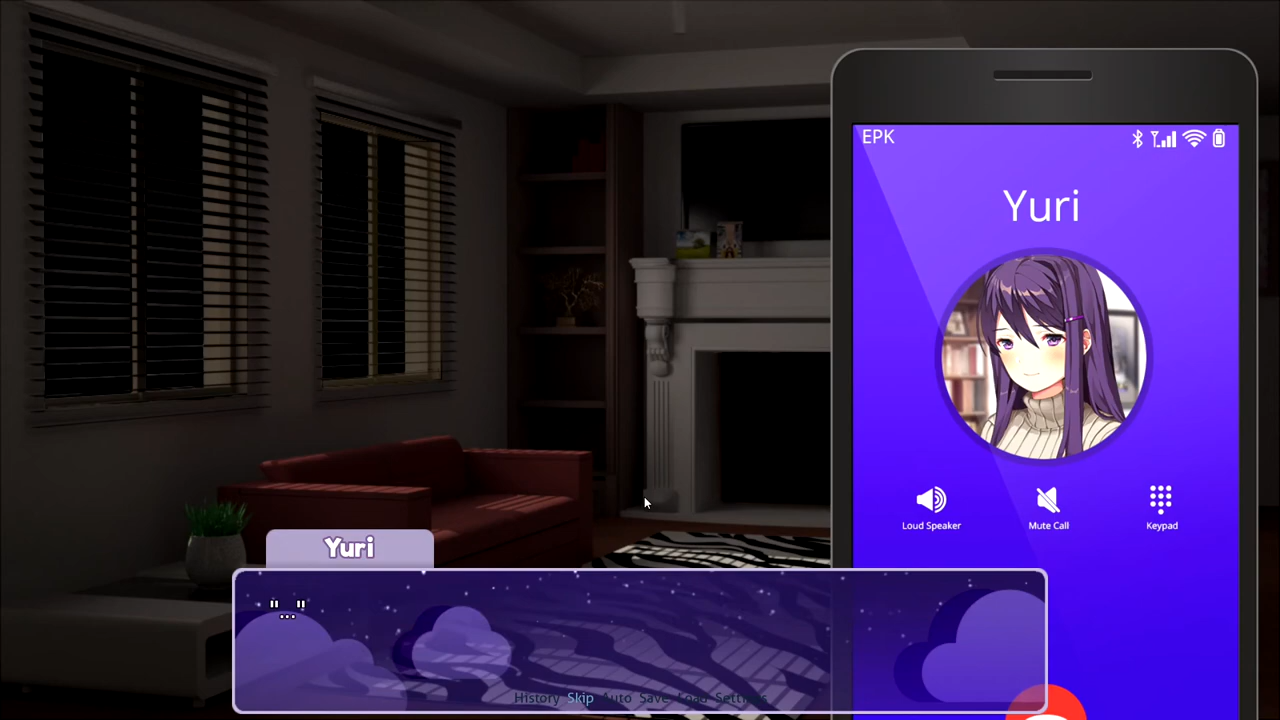 EPK
Yuri
Loud Speaker
Mute Call
Keypad
Yuri
"..."
History Skip Auto Save Load Settings